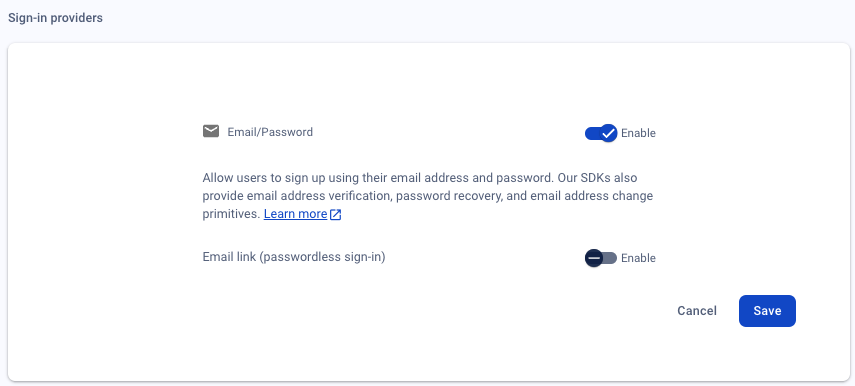 Sign-in providers
Email/Password
Enable
Allow users to sign up using their email address and password. Our SDKs also
provide email address verification, password recovery, and email address change
primitives. Learn more
Email link (passwordless sign-in)
Enable
Cancel
Save